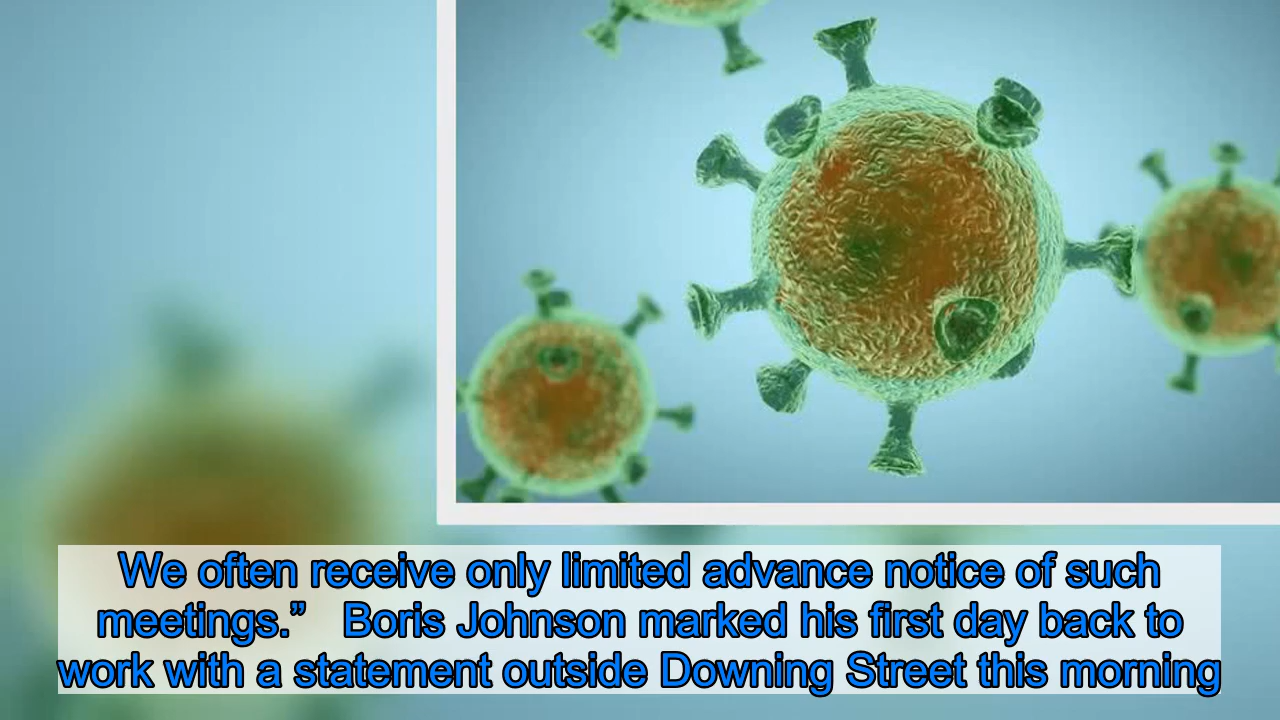 We often receive only limited advance notice of such
meetings.”   Boris Johnson marked his first day back to
work with a statement outside Downing Street this morning